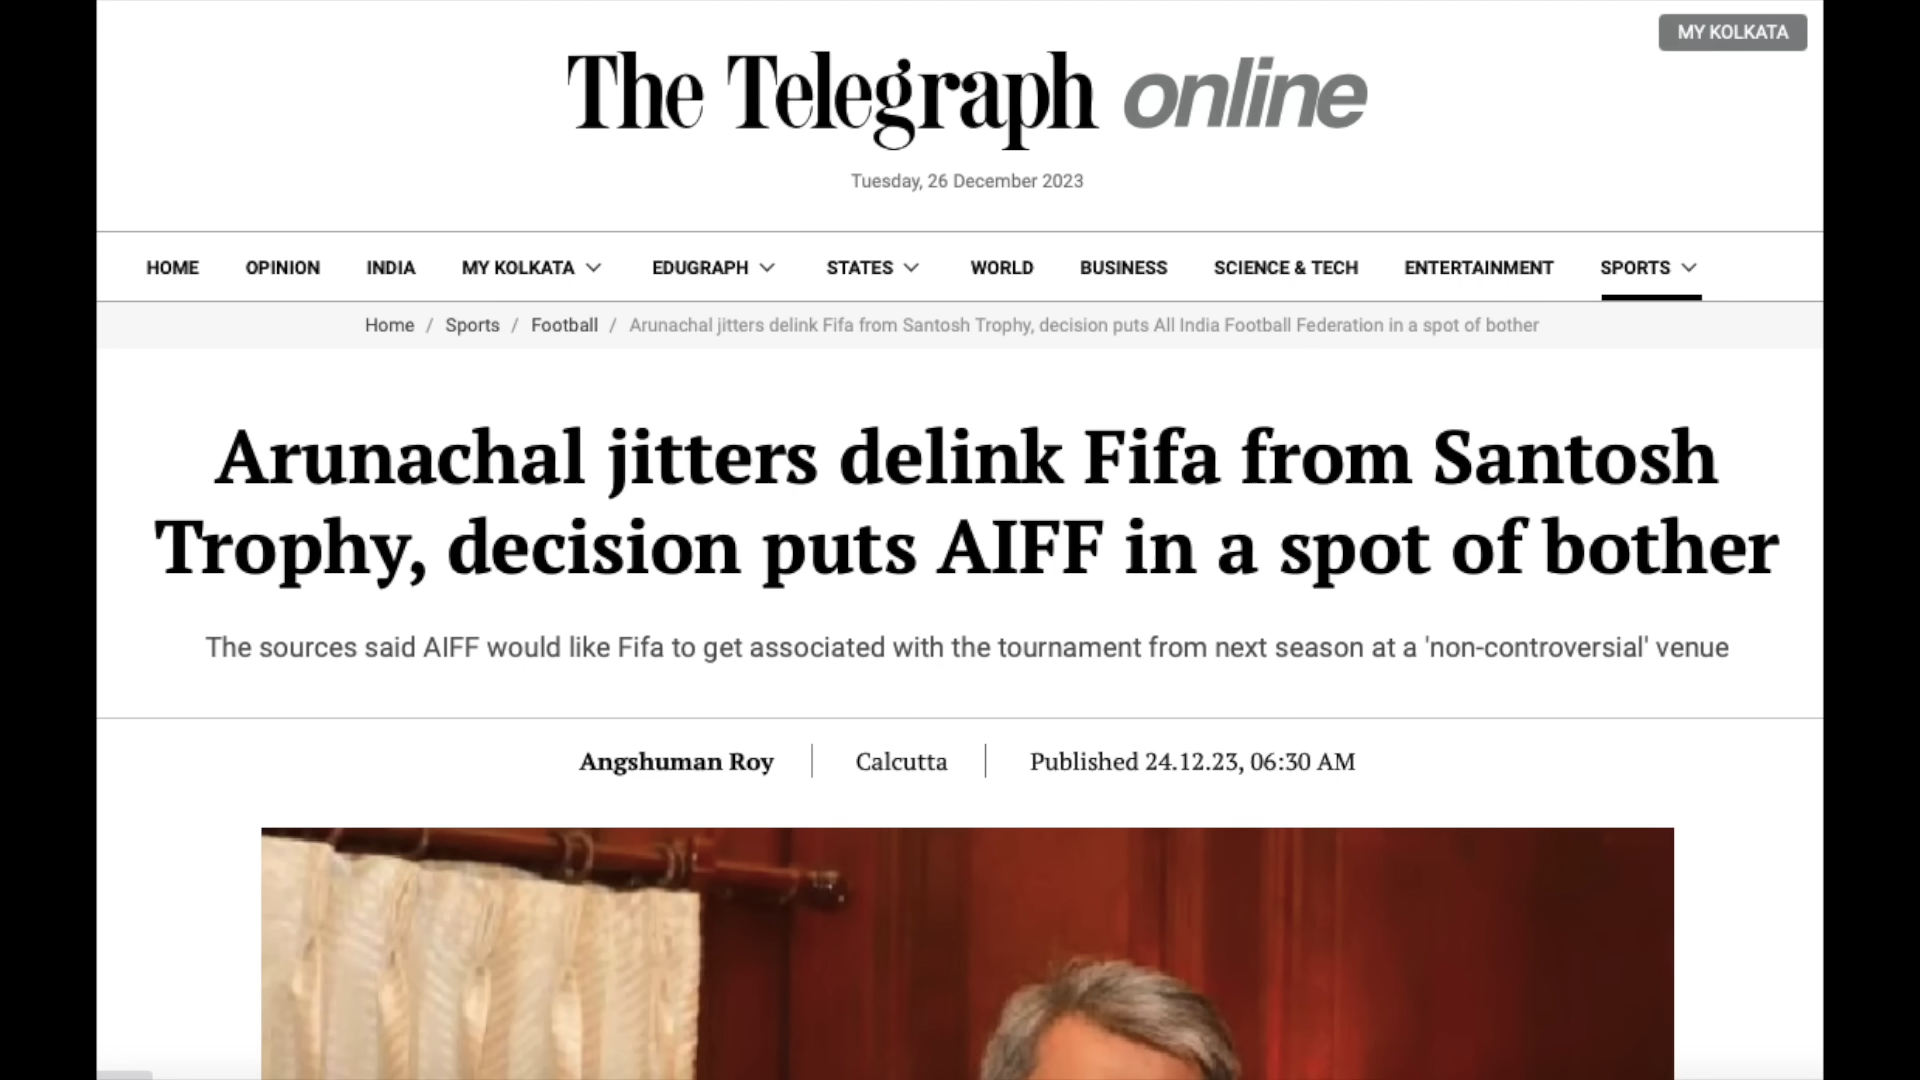 MY KOLKATA
The Telegraph online
Tuesday, 26 December 2023
HOME OPINION INDIA MY KOLKATA EDUGRAPH STATES WORLD BUSINESS SCIENCE & TECH ENTERTAINMENT SPORTS
Home / Sports / Football / Arunachal jitters delink Fifa from Santosh Trophy, decision puts All India Football Federation in a spot of bother
Arunachal jitters delink Fifa from Santosh
Trophy, decision puts AIFF in a spot of bother
The sources said AIFF would like Fifa to get associated with the tournament from next season at a 'non-controversial' venue
Angshuman Roy | Calcutta | Published 24.12.23, 06:30 AM